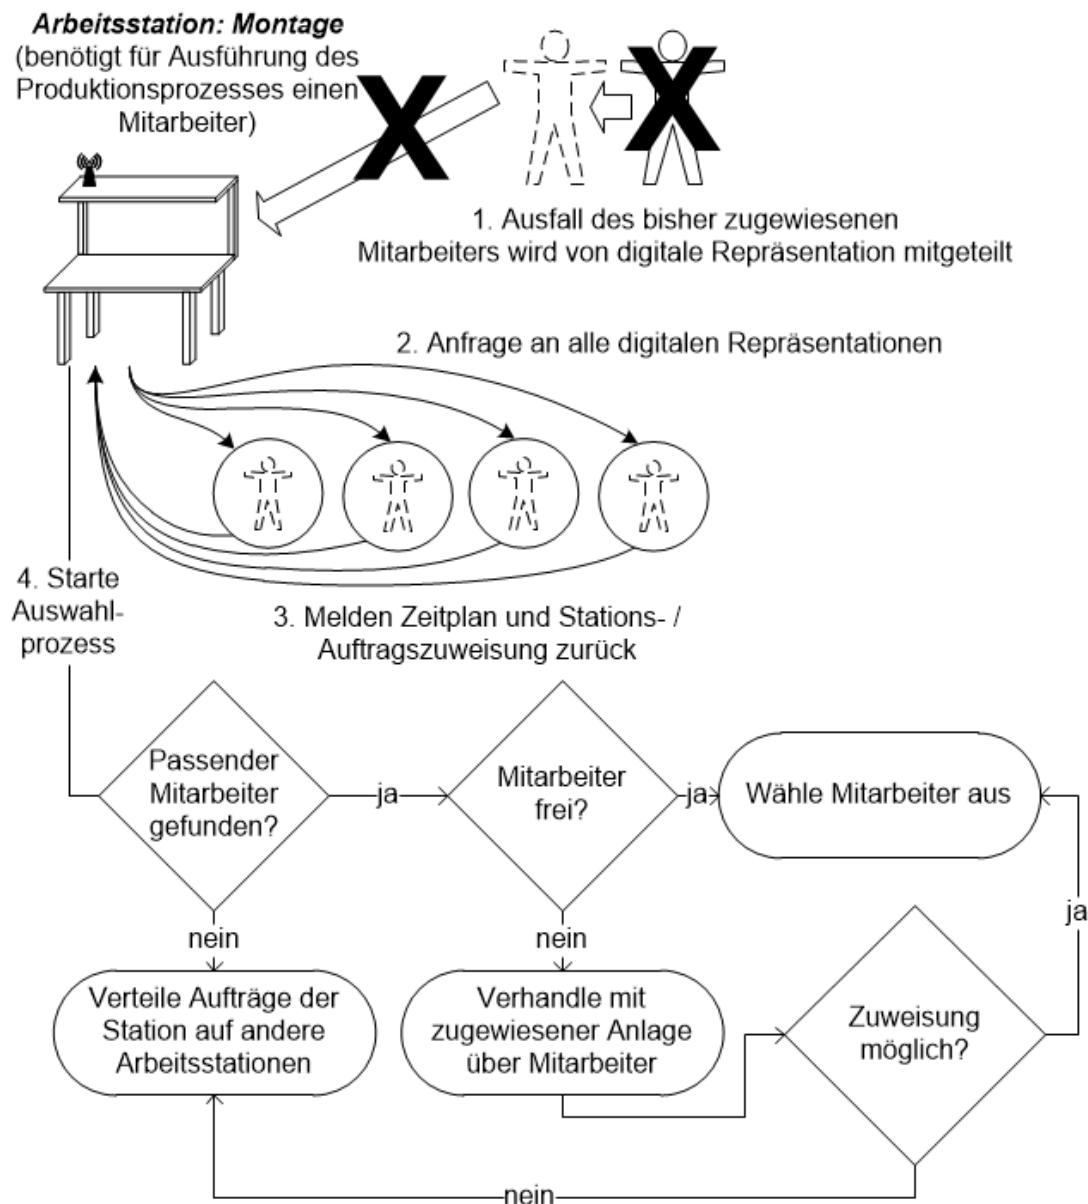 Arbeitsstation: Montage
(benötigt für Ausführung des
Produktionsprozesses einen
Mitarbeiter)
1. Ausfall des bisher zugewiesenen
Mitarbeiters wird von digitale Repräsentation mitgeteilt
2. Anfrage an alle digitalen Repräsentationen
3. Melden Zeitplan und Stations- /
Auftragszuweisung zurück
4. Starte
Auswahl-
prozess
Passender
Mitarbeiter
gefunden?
ja
Mitarbeiter
frei?
ja
Wähle Mitarbeiter aus
nein
nein
ja
Verteile Aufträge der
Station auf andere
Arbeitsstationen
Verhandle mit
zugewiesener Anlage
über Mitarbeiter
Zuweisung
möglich?
nein